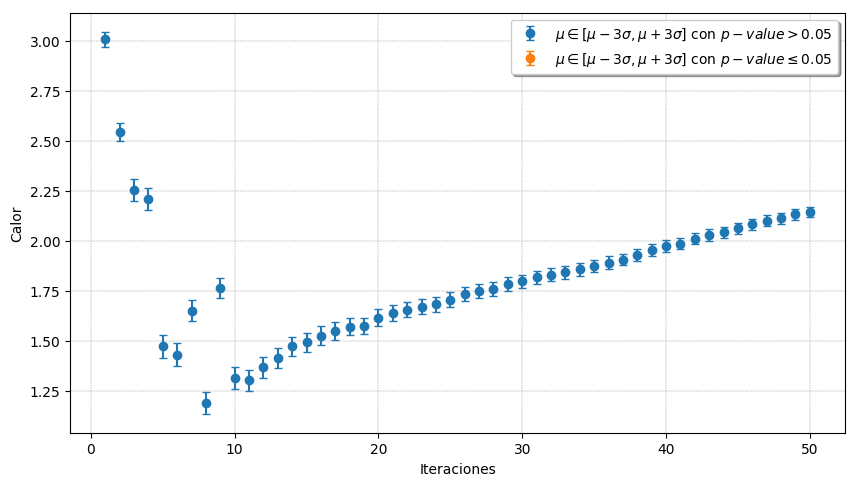 μ ∈ [μ − 3σ, μ + 3σ] con p − value > 0.05
μ ∈ [μ − 3σ, μ + 3σ] con p − value ≤ 0.05
3.00
2.75
2.50
2.25
2.00
1.75
1.50
1.25
Calor
0 10 20 30 40 50
Iteraciones